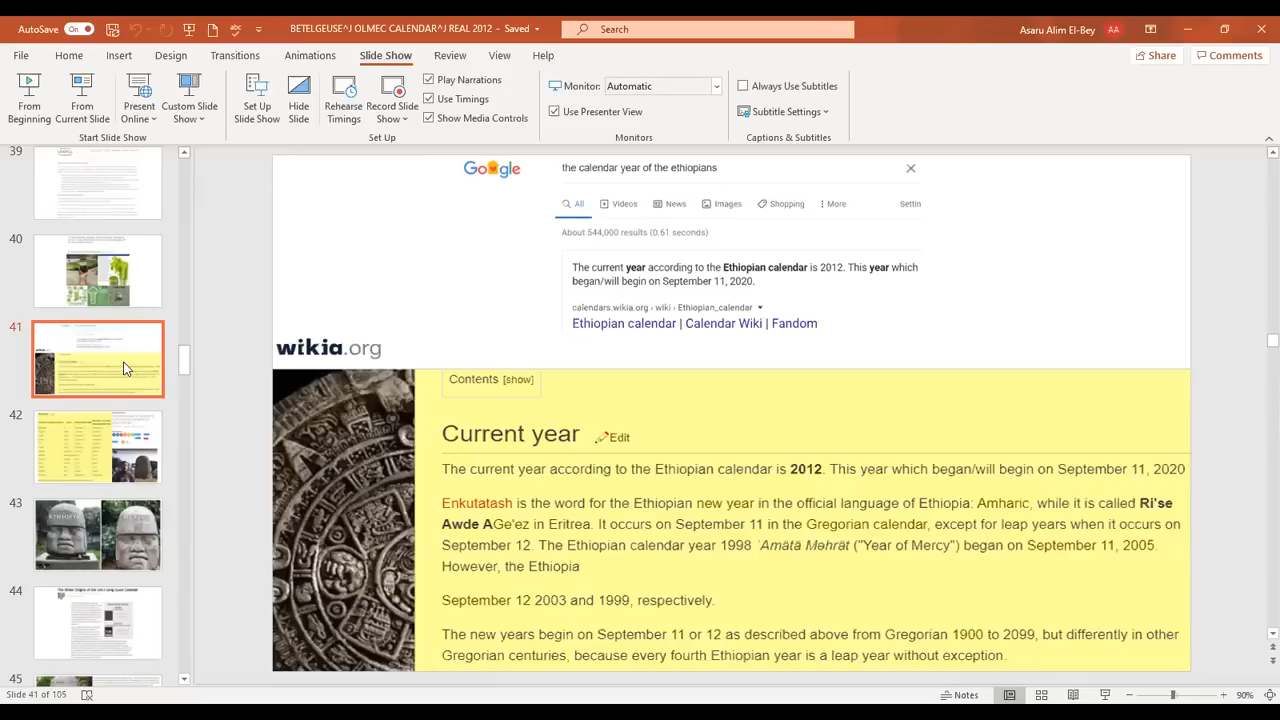 AutoSave On BETELGEUSE^J OLMEC CALENDAR^J REAL 2012 - Saved Search Asaru Alim El-Bey AA
File Home Insert Design Transitions Animations Slide Show Review View Help Share Comments
From Beginning
From Current Slide
Present Online
Custom Slide Show
Start Slide Show
Set Up Slide Show
Hide Slide
Rehearse Timings
Record Slide Show
Play Narrations
Use Timings
Show Media Controls
Set Up
Monitor: Automatic
Use Presenter View
Monitors
Always Use Subtitles
Subtitle Settings
Captions & Subtitles
39
40
41
42
43
ETHIOPIA
44
45
Google the calendar year of the ethiopians
All Videos News Images Shopping More Settin
About 544,000 results (0.61 seconds)
The current year according to the Ethiopian calendar is 2012. This year which
began/will begin on September 11, 2020.
calendars.wikia.org › wiki › Ethiopian_calendar
Ethiopian calendar | Calendar Wiki | Fandom
wikia.org
Contents [show]
Current year Edit
The current year according to the Ethiopian calendar is 2012. This year which began/will begin on September 11, 2020
Enkutatash is the word for the Ethiopian new year in the official language of Ethiopia: Amharic, while it is called Ri'se
Awde AGe'ez in Eritrea. It occurs on September 11 in the Gregorian calendar, except for leap years when it occurs on
September 12. The Ethiopian calendar year 1998 ʼAmätä Məhrät ("Year of Mercy") began on September 11, 2005.
However, the Ethiopia
September 12 2003 and 1999, respectively.
The new years begin on September 11 or 12 as described above from Gregorian 1900 to 2099, but differently in other
Gregorian centuries, because every fourth Ethiopian year is a leap year without exception.
Slide 41 of 105 Notes 90%